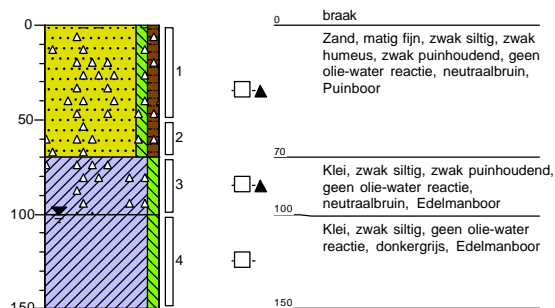 0
50
100
150
1
2
3
4
0
braak
Zand, matig fijn, zwak siltig, zwak
humeus, zwak puinhoudend, geen
olie-water reactie, neutraalbruin,
Puinboor
70
Klei, zwak siltig, zwak puinhoudend,
geen olie-water reactie,
neutraalbruin, Edelmanboor
100
Klei, zwak siltig, geen olie-water
reactie, donkergrijs, Edelmanboor
150